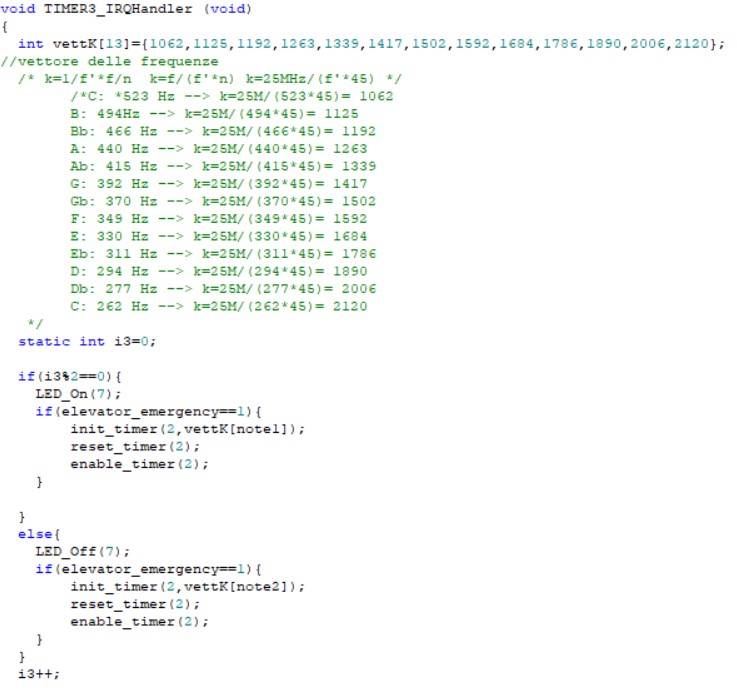 void TIMER3_IRQHandler (void)
{
int vettK[13]={1062,1125,1192,1263,1339,1417,1502,1592,1684,1786,1890,2006,2120};
//vettore delle frequenze
/* k=1/f'*f/n  k=f/(f'*n) k=25MHz/(f'*45) */
/*C: *523 Hz --> k=25M/(523*45)= 1062
B: 494Hz --> k=25M/(494*45)= 1125
Bb: 466 Hz --> k=25M/(466*45)= 1192
A: 440 Hz --> k=25M/(440*45)= 1263
Ab: 415 Hz --> k=25M/(415*45)= 1339
G: 392 Hz --> k=25M/(392*45)= 1417
Gb: 370 Hz --> k=25M/(370*45)= 1502
F: 349 Hz --> k=25M/(349*45)= 1592
E: 330 Hz --> k=25M/(330*45)= 1684
Eb: 311 Hz --> k=25M/(311*45)= 1786
D: 294 Hz --> k=25M/(294*45)= 1890
Db: 277 Hz --> k=25M/(277*45)= 2006
C: 262 Hz --> k=25M/(262*45)= 2120
*/
static int i3=0;
if(i3%2==0){
LED_On(7);
if(elevator_emergency==1){
init_timer(2,vettK[note1]);
reset_timer(2);
enable_timer(2);
}
}
else{
LED_Off(7);
if(elevator_emergency==1){
init_timer(2,vettK[note2]);
reset_timer(2);
enable_timer(2);
}
}
i3++;